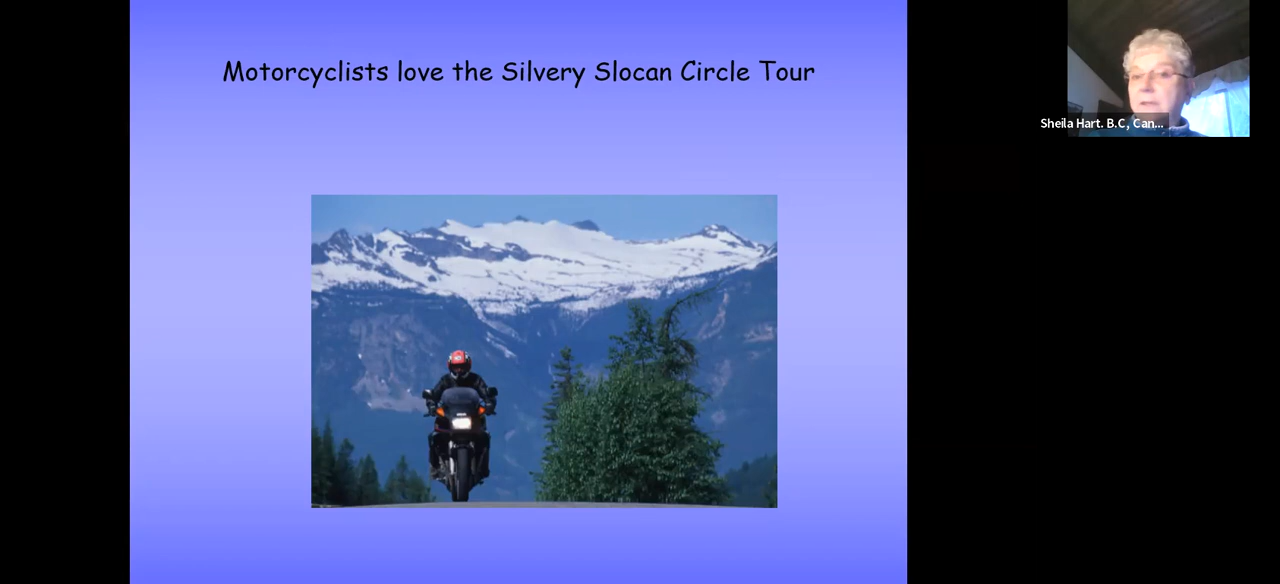 Motorcyclists love the Silvery Slocan Circle Tour
Sheila Hart. B.C, Can...